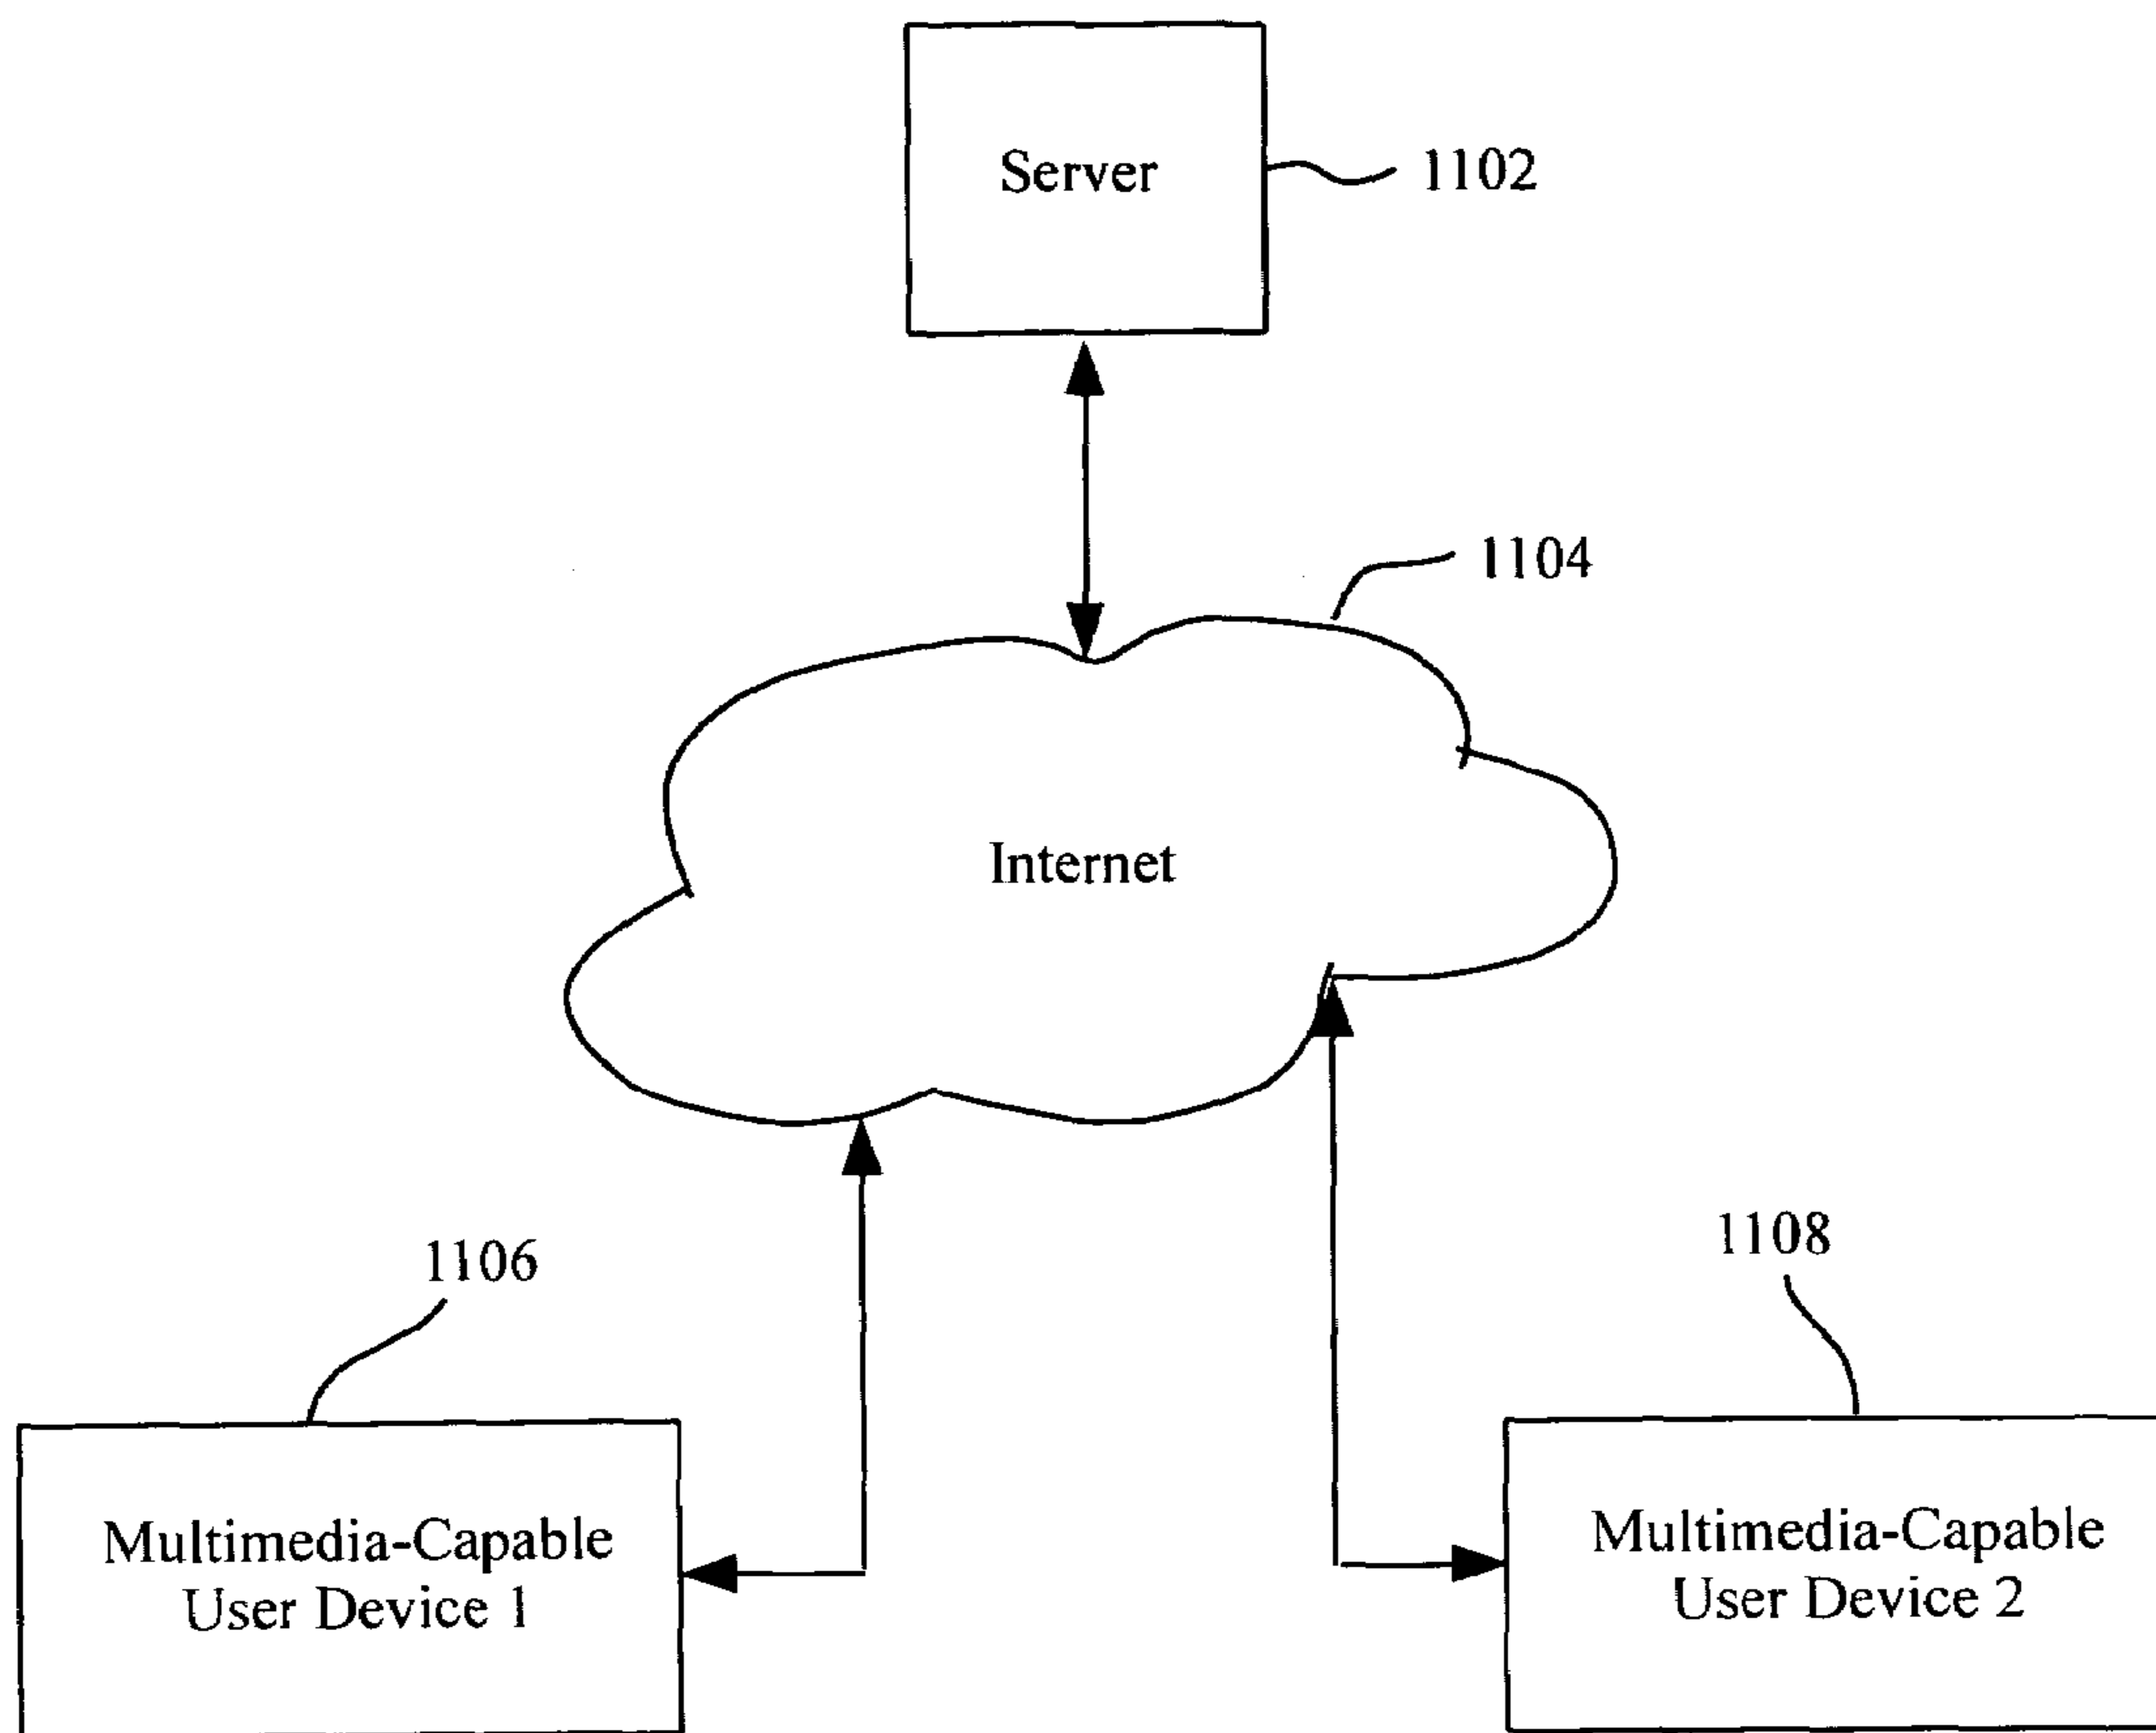 Server
1102
1104
Internet
1106
1108
Multimedia-Capable
User Device 1
Multimedia-Capable
User Device 2